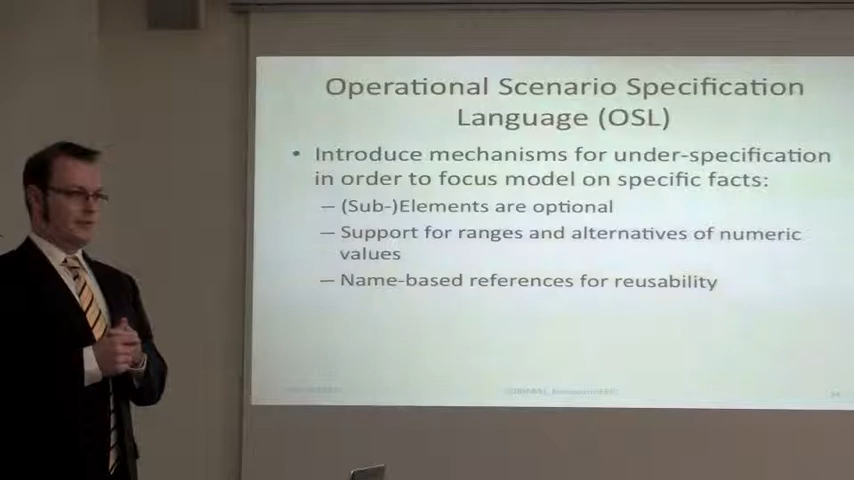 Operational Scenario Specification
Language (OSL)
• Introduce mechanisms for under-specification
in order to focus model on specific facts:
– (Sub-)Elements are optional
– Support for ranges and alternatives of numeric
values
– Name-based references for reusability